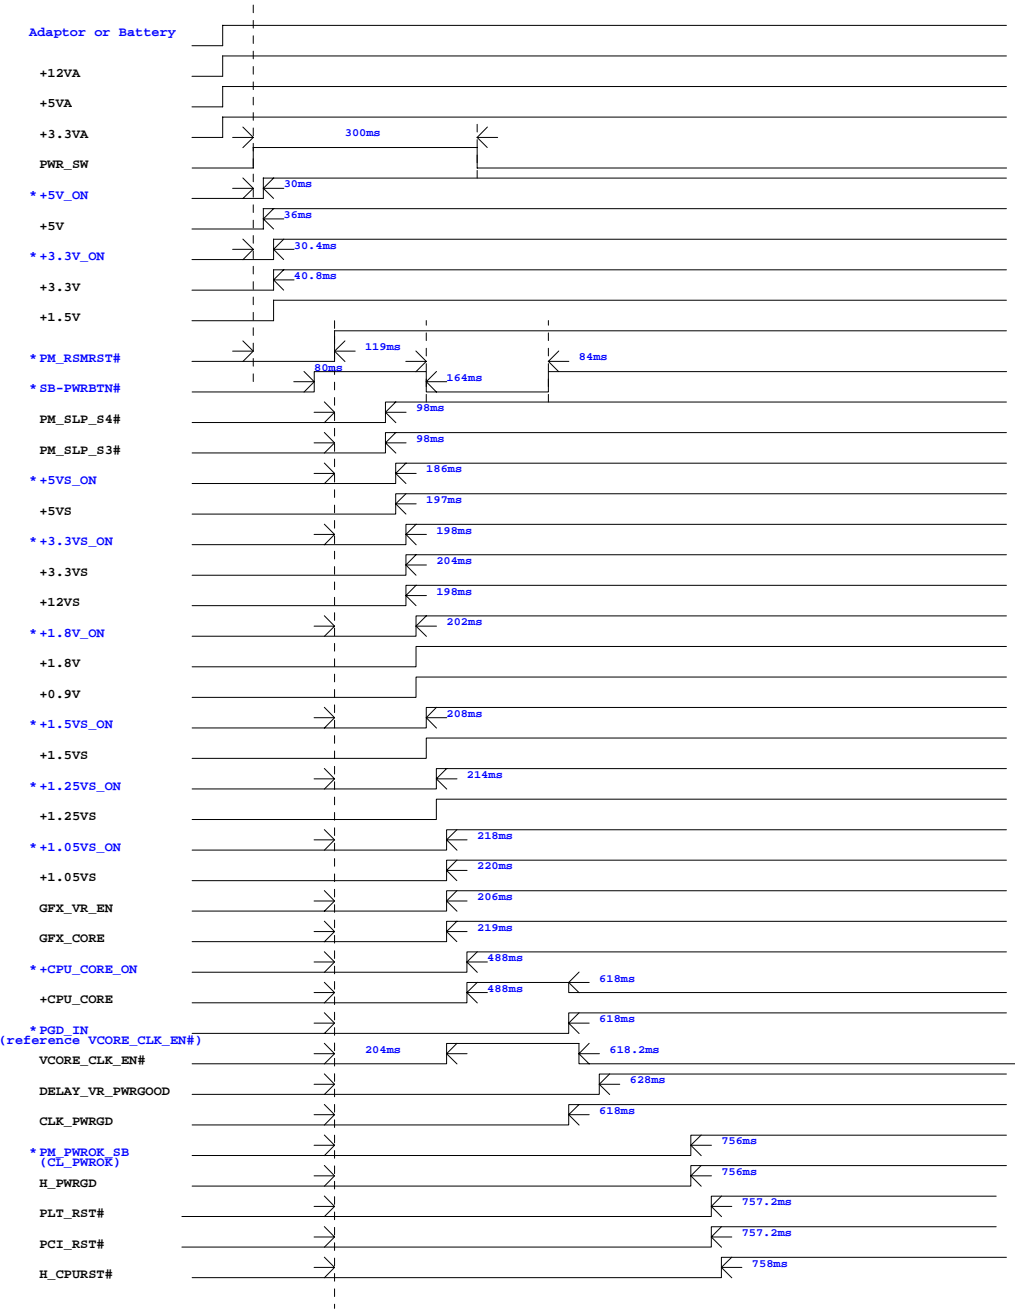 Adaptor or Battery
+12VA
+5VA
+3.3VA
300ms
PWR_SW
*+5V_ON
30ms
+5V
36ms
*+3.3V_ON
30.4ms
+3.3V
40.8ms
+1.5V
*PM_RSMRST#
119ms
84ms
80ms
*SB-PWRBTN#
164ms
PM_SLP_S4#
98ms
PM_SLP_S3#
98ms
*+5VS_ON
186ms
+5VS
197ms
*+3.3VS_ON
198ms
+3.3VS
204ms
+12VS
198ms
*+1.8V_ON
202ms
+1.8V
+0.9V
*+1.5VS_ON
208ms
+1.5VS
*+1.25VS_ON
214ms
+1.25VS
*+1.05VS_ON
218ms
+1.05VS
220ms
GFX_VR_EN
206ms
GFX_CORE
219ms
*+CPU_CORE_ON
488ms
+CPU_CORE
488ms
618ms
*PGD_IN
618ms
(reference VCORE_CLK_EN#)
VCORE_CLK_EN#
204ms
618.2ms
DELAY_VR_PWRGOOD
628ms
CLK_PWRGD
618ms
*PM_PWROK_SB
756ms
(CL_PWROK)
H_PWRGD
756ms
PLT_RST#
757.2ms
PCI_RST#
757.2ms
H_CPURST#
758ms